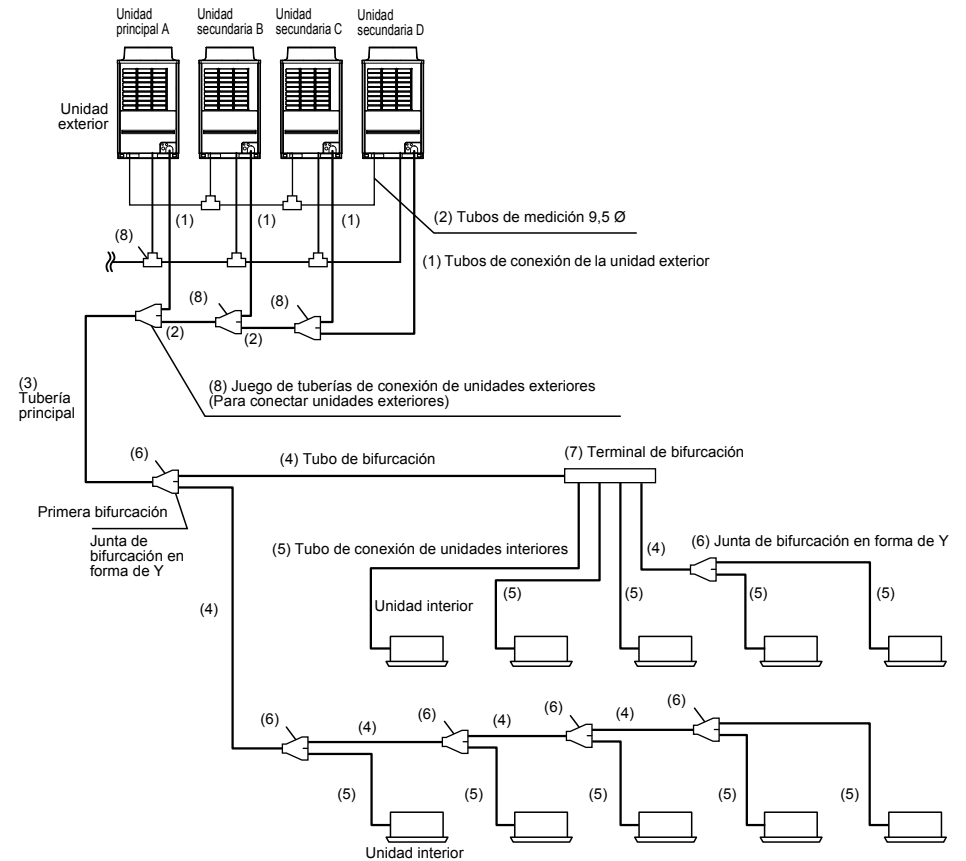 Unidad
principal A
Unidad
secundaria B
Unidad
secundaria C
Unidad
secundaria D
Unidad
exterior
(1)
(1)
(1)
(2) Tubos de medición 9,5 Ø
(8)
(1) Tubos de conexión de la unidad exterior
(8)
(8)
(2)
(2)
(3)
Tubería
principal
(8) Juego de tuberías de conexión de unidades exteriores
(Para conectar unidades exteriores)
(6)
(4) Tubo de bifurcación
(7) Terminal de bifurcación
Primera bifurcación
Junta de
bifurcación en
forma de Y
(5) Tubo de conexión de unidades interiores
(4)
(6) Junta de bifurcación en forma de Y
(4)
Unidad interior
(5)
(5)
(5)
(5)
(6)
(4)
(6)
(4)
(6)
(4)
(6)
(5)
(5)
(5)
(5)
(5)
Unidad interior